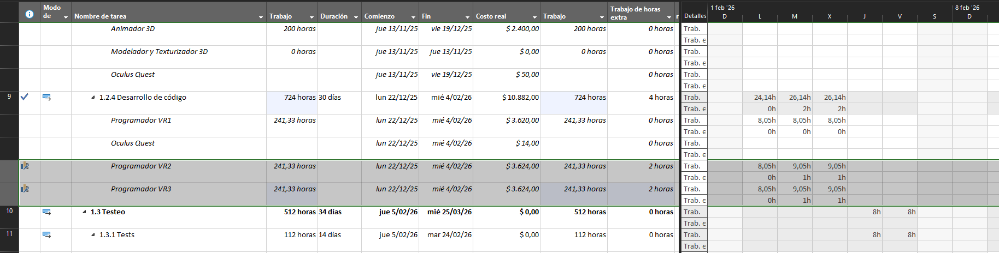 Modo de Nombre de tarea Trabajo Duración Comienzo Fin Costo real Trabajo Trabajo de horas extra Detalles 1 feb '26 8 feb '26
D L M X J V S D
Animador 3D 200 horas jue 13/11/25 vie 19/12/25 $ 2.400,00 200 horas 0 horas Trab.
Trab. e
Modelador y Texturizador 3D 0 horas jue 13/11/25 jue 13/11/25 $ 0,00 0 horas 0 horas Trab.
Trab. e
Oculus Quest jue 13/11/25 vie 19/12/25 $ 50,00 0 horas Trab.
Trab. e
9 1.2.4 Desarrollo de código 724 horas 30 días lun 22/12/25 mié 4/02/26 $ 10.882,00 724 horas 4 horas Trab. 24,14h 26,14h 26,14h
Trab. e 0h 2h 2h
Programador VR1 241,33 horas lun 22/12/25 mié 4/02/26 $ 3.620,00 241,33 horas 0 horas Trab. 8,05h 8,05h 8,05h
Trab. e 0h 0h 0h
Oculus Quest lun 22/12/25 mié 4/02/26 $ 14,00 0 horas Trab.
Trab. e
Programador VR2 241,33 horas lun 22/12/25 mié 4/02/26 $ 3.624,00 241,33 horas 2 horas Trab. 8,05h 9,05h 9,05h
Trab. e 0h 1h 1h
Programador VR3 241,33 horas lun 22/12/25 mié 4/02/26 $ 3.624,00 241,33 horas 2 horas Trab. 8,05h 9,05h 9,05h
Trab. e 0h 1h 1h
10 1.3 Testeo 512 horas 34 días jue 5/02/26 mié 25/03/26 $ 0,00 512 horas 0 horas Trab. 8h 8h
Trab. e
11 1.3.1 Tests 112 horas 14 días jue 5/02/26 mar 24/02/26 $ 0,00 112 horas 0 horas Trab. 8h 8h
Trab. e